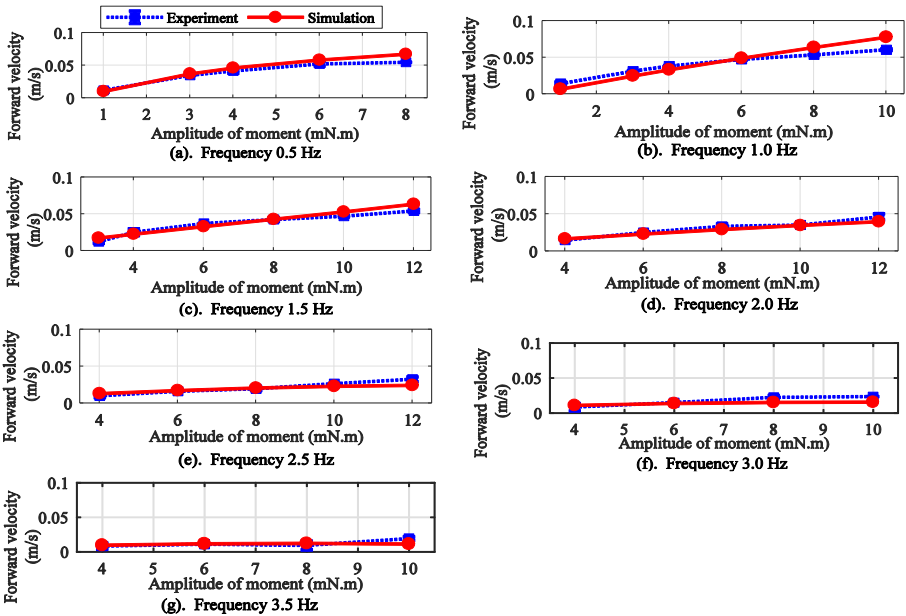 Experiment Simulation
0.1
0.05
0
Forward velocity
(m/s)
1 2 3 4 5 6 7 8
Amplitude of moment (mN.m)
(a). Frequency 0.5 Hz
0.1
0.05
0
Forward velocity
(m/s)
2 4 6 8 10
Amplitude of moment (mN.m)
(b). Frequency 1.0 Hz
0.1
0.05
0
Forward velocity
(m/s)
4 6 8 10 12
Amplitude of moment (mN.m)
(c). Frequency 1.5 Hz
0.1
0.05
0
Forward velocity
(m/s)
4 6 8 10 12
Amplitude of moment (mN.m)
(d). Frequency 2.0 Hz
0.1
0.05
0
Forward velocity
(m/s)
4 6 8 10 12
Amplitude of moment (mN.m)
(e). Frequency 2.5 Hz
0.1
0.05
0
Forward velocity
(m/s)
4 5 6 7 8 9 10
Amplitude of moment (mN.m)
(f). Frequency 3.0 Hz
0.1
0.05
0
Forward velocity
(m/s)
4 5 6 7 8 9 10
Amplitude of moment (mN.m)
(g). Frequency 3.5 Hz